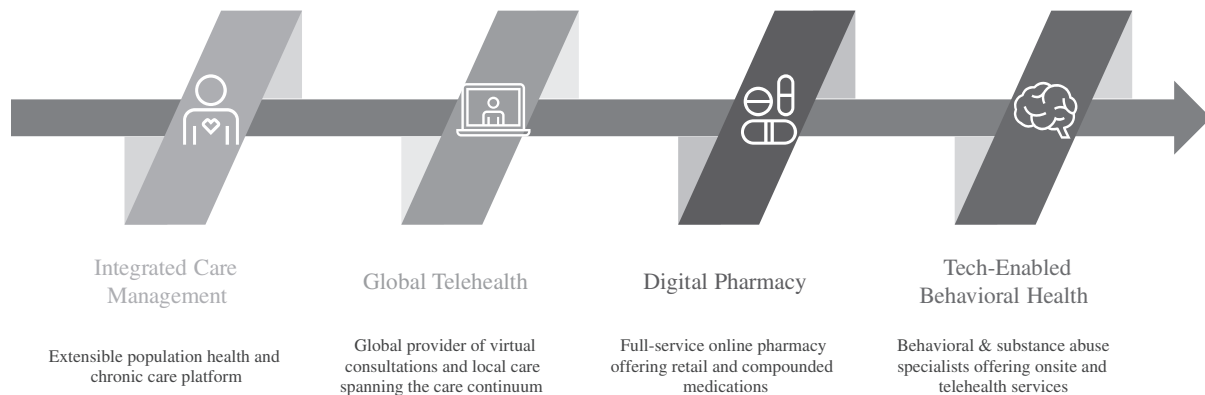 Integrated Care
Management
Global Telehealth
Digital Pharmacy
Tech-Enabled
Behavioral Health
Extensible population health and
chronic care platform
Global provider of virtual
consultations and local care
spanning the care continuum
Full-service online pharmacy
offering retail and compounded
medications
Behavioral & substance abuse
specialists offering onsite and
telehealth services